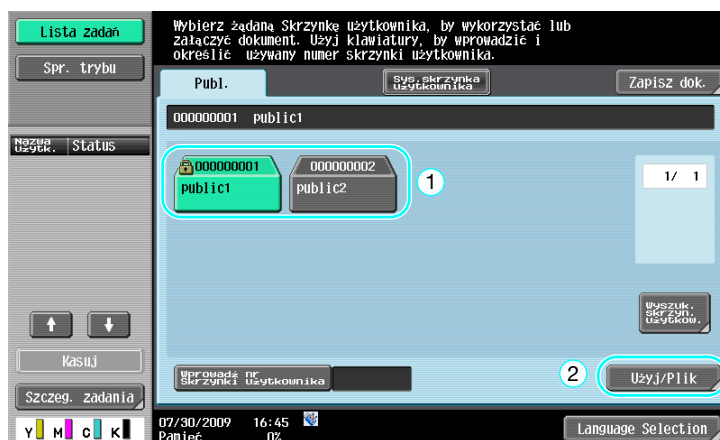 Lista zadań
Spr. trybu
Nazwa użytk.
Status
Kasuj
Szczeg. zadania
Y M C K
Wybierz żądaną Skrzynkę użytkownika, by wykorzystać lub
załączyć dokument. Użyj klawiatury, by wprowadzić i
określić używany numer skrzynki użytkownika.
Publ.
Sys.skrzynka
użytkownika
Zapisz dok.
000000001 public1
000000001
public1
000000002
public2
1
1/ 1
Wyszuk.
skrzyn.
użytkow.
Wprowadź nr
Skrzynki użytkownika
2
Użyj/Plik
07/30/2009 16:45
Pamięć 0%
Language Selection